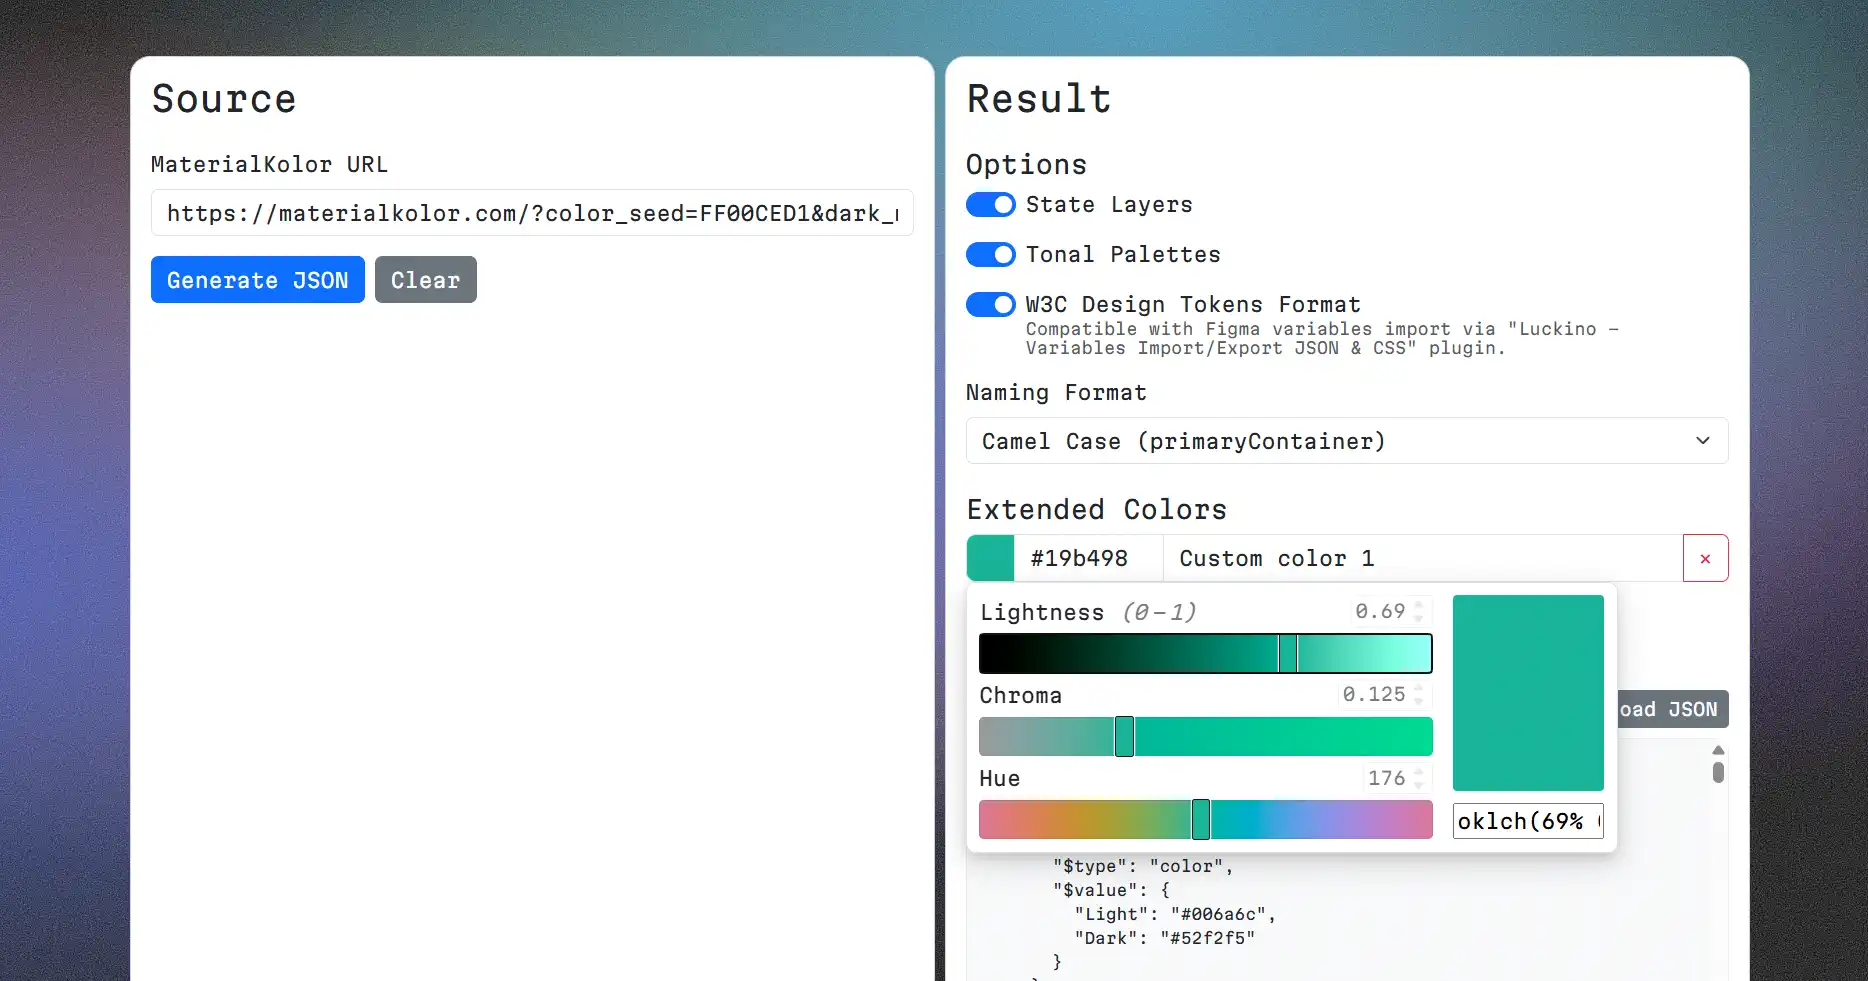 Source
MaterialKolor URL
https://materialkolor.com/?color_seed=FF00CED1&dark_
Generate JSON
Clear
Result
Options
State Layers
Tonal Palettes
W3C Design Tokens Format
Compatible with Figma variables import via "Luckino –
Variables Import/Export JSON & CSS" plugin.
Naming Format
Camel Case (primaryContainer)
Extended Colors
#19b498
Custom color 1
×
Lightness (0–1)
0.69
Chroma
0.125
Hue
176
oklch(69%
oad JSON
"$type": "color",
"$value": {
"Light": "#006a6c",
"Dark": "#52f2f5"
}